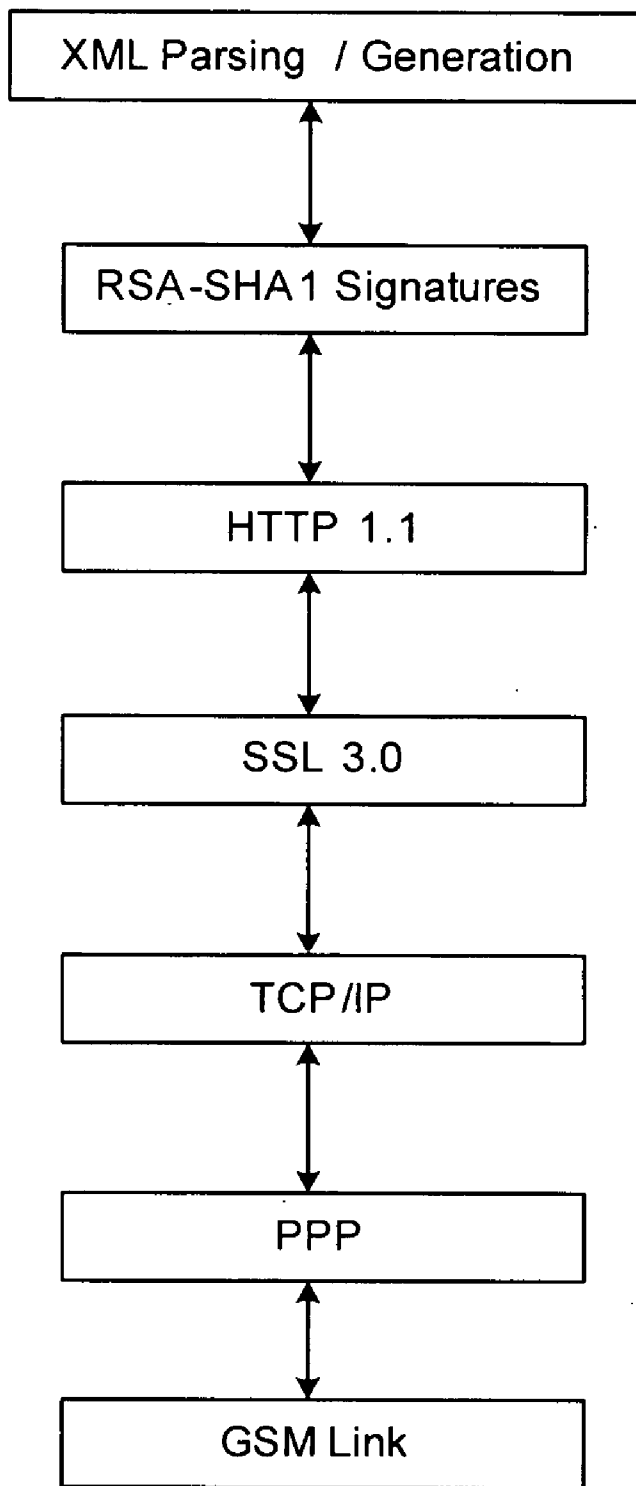 XML Parsing / Generation
RSA-SHA1 Signatures
HTTP 1.1
SSL 3.0
TCP/IP
PPP
GSM Link